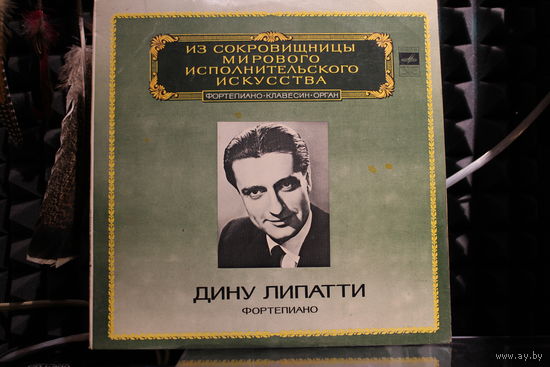 ИЗ СОКРОВИЩНИЦЫ
МИРОВОГО
ИСПОЛНИТЕЛЬСКОГО
ИСКУССТВА
ФОРТЕПИАНО·КЛАВЕСИН·ОРГАН
ДИНУ ЛИПАТТИ
ФОРТЕПИАНО
www.ay.by